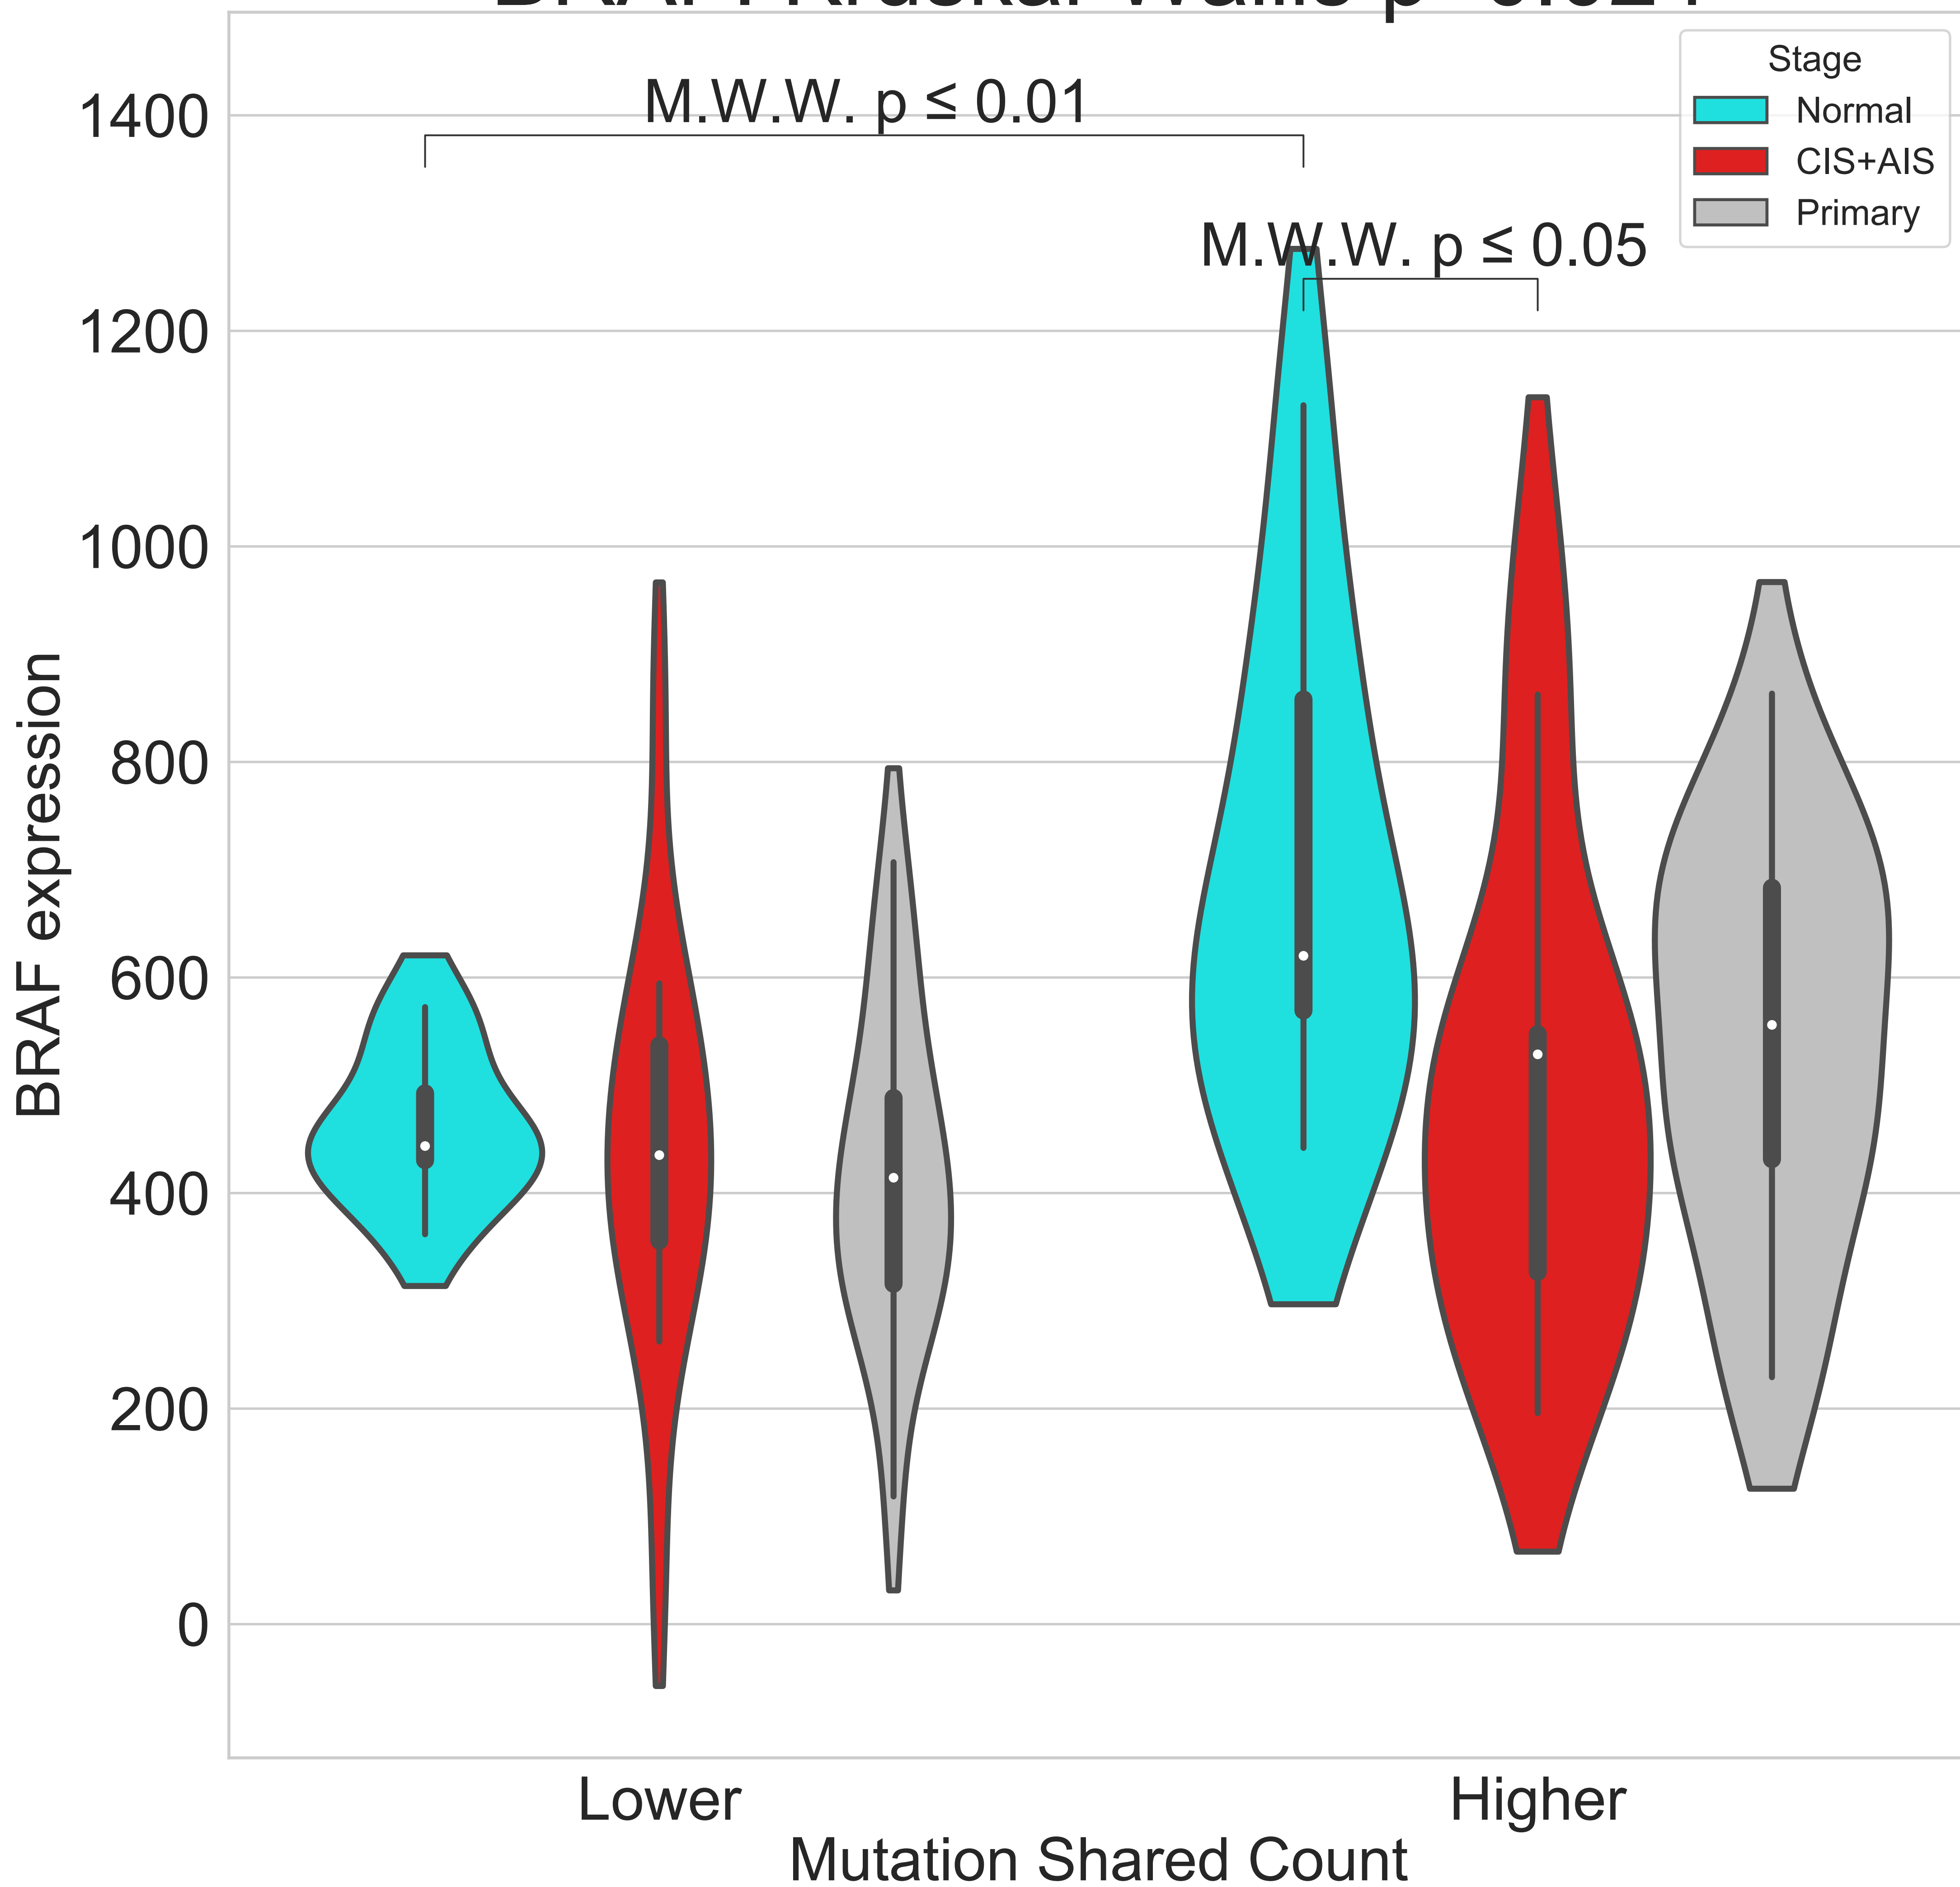 M.W.W. p ≤ 0.01
M.W.W. p ≤ 0.05
Stage
Normal
CIS+AIS
Primary
1400
1200
1000
800
600
400
200
0
BRAF expression
Lower
Higher
Mutation Shared Count